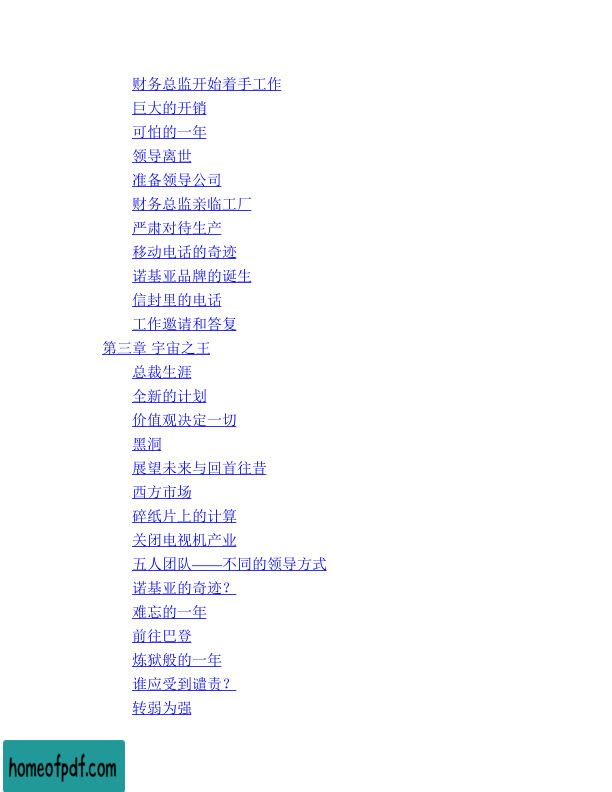 财务总监开始着手工作
巨大的开销
可怕的一年
领导离世
准备领导公司
财务总监亲临工厂
严肃对待生产
移动电话的奇迹
诺基亚品牌的诞生
信封里的电话
工作邀请和答复
第三章 宇宙之王
总裁生涯
全新的计划
价值观决定一切
黑洞
展望未来与回首往昔
西方市场
碎纸片上的计算
关闭电视机产业
五人团队——不同的领导方式
诺基亚的奇迹？
难忘的一年
前往巴登
炼狱般的一年
谁应受到谴责？
转弱为强
homeofpdf.com